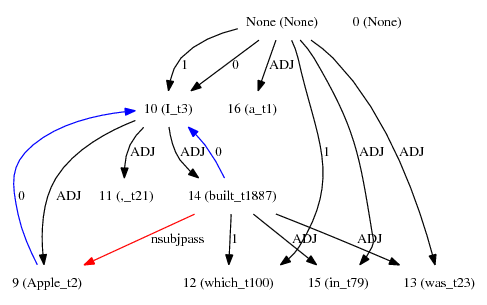 None (None) 0 (None)
1 0 ADJ
10 (I_t3) 16 (a_t1)
0 ADJ ADJ ADJ 0 1 ADJ ADJ
11 (,_t21) 14 (built_t1887)
nsubjpass 1 ADJ ADJ
9 (Apple_t2) 12 (which_t100) 15 (in_t79) 13 (was_t23)